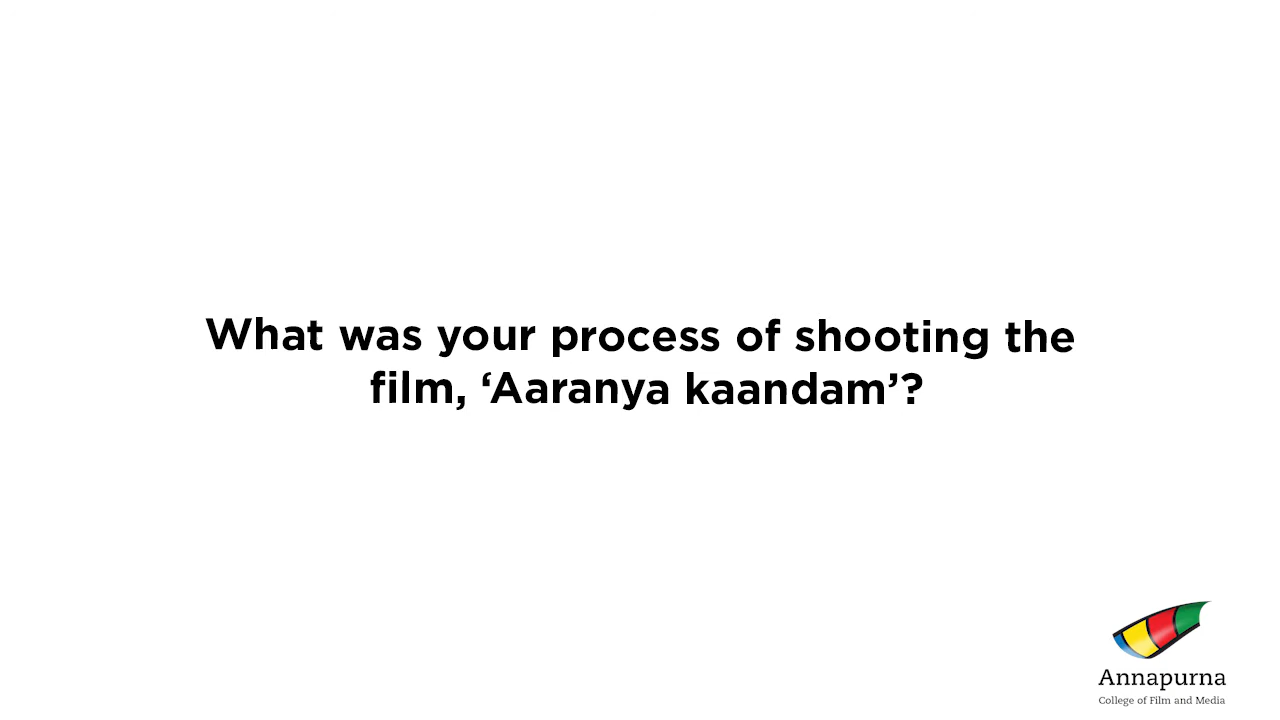 What was your process of shooting the
film, ‘Aaranya kaandam’?
Annapurna
College of Film and Media